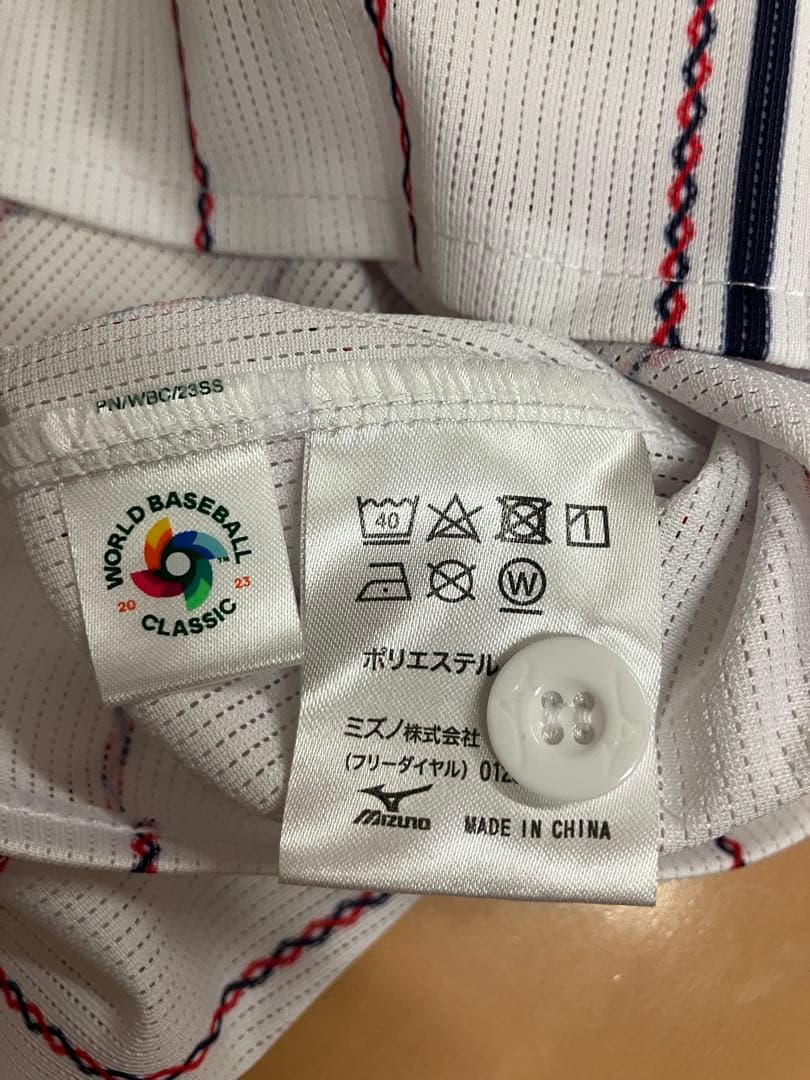 PN/WBC/23SS
WORLD BASEBALL
™
20 23
CLASSIC
40
W
ポリエステル
ミズノ株式会社
(フリーダイヤル) 012
Mizuno MADE IN CHINA